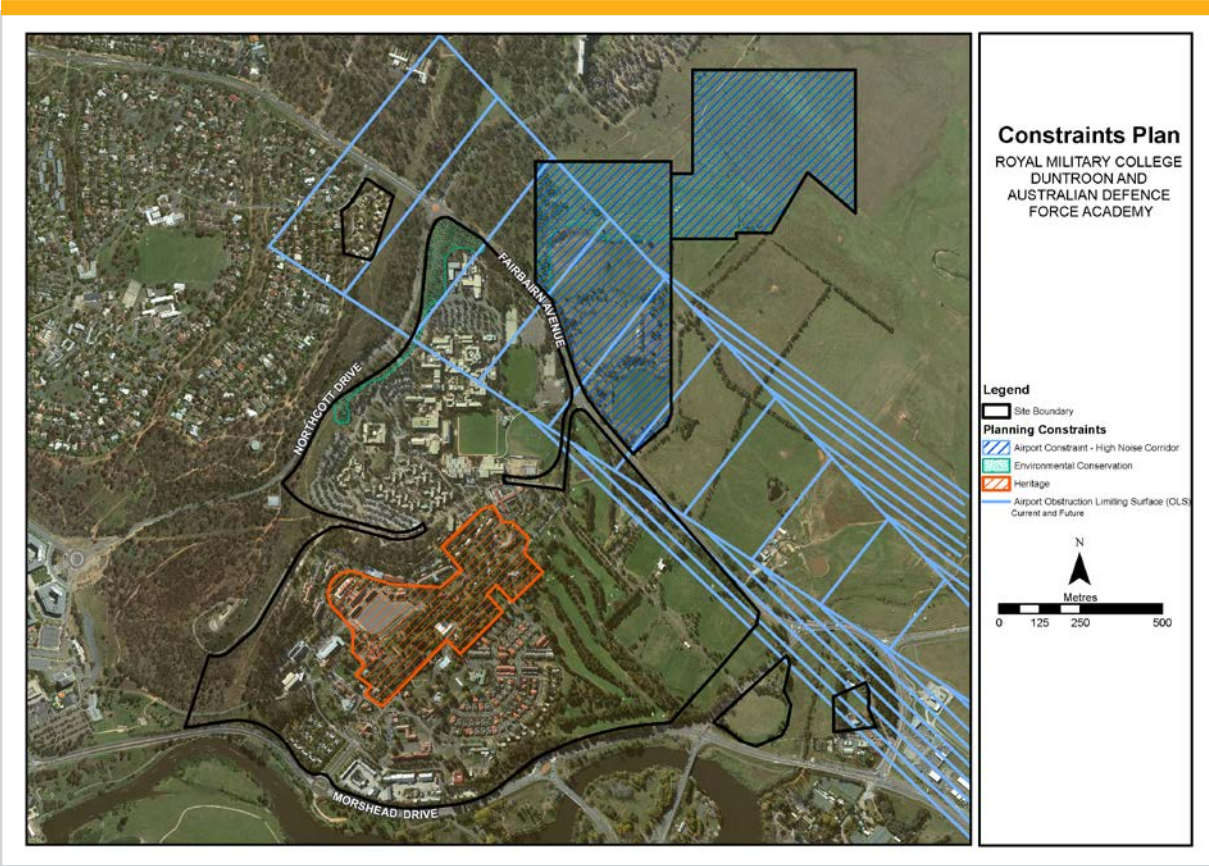 Constraints Plan
ROYAL MILITARY COLLEGE
DUNTROON AND
AUSTRALIAN DEFENCE
FORCE ACADEMY
FAIRBAIRN AVENUE
NORTHCOTT DRIVE
MORSHEAD DRIVE
Legend
Site Boundary
Planning Constraints
Airport Constraint - High Noise Corridor
Environmental Conservation
Heritage
Airport Obstruction Limiting Surface (OLS)
Current and Future
N
Metres
0 125 250 500